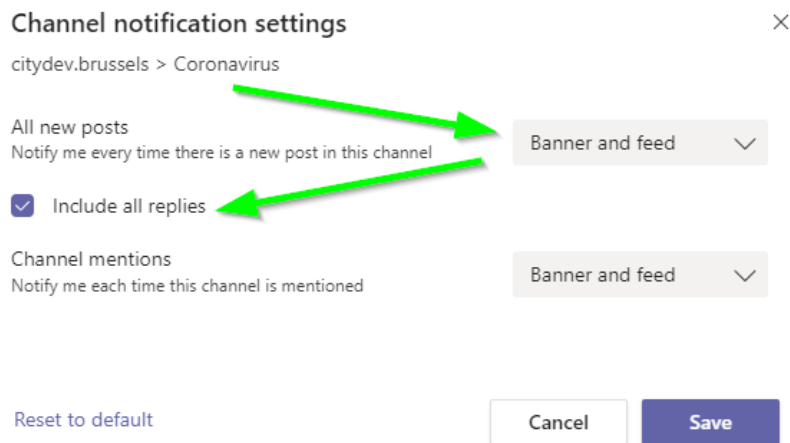 Channel notification settings
citydev.brussels > Coronavirus
All new posts
Notify me every time there is a new post in this channel
Banner and feed
Include all replies
Channel mentions
Notify me each time this channel is mentioned
Banner and feed
Reset to default
Cancel
Save